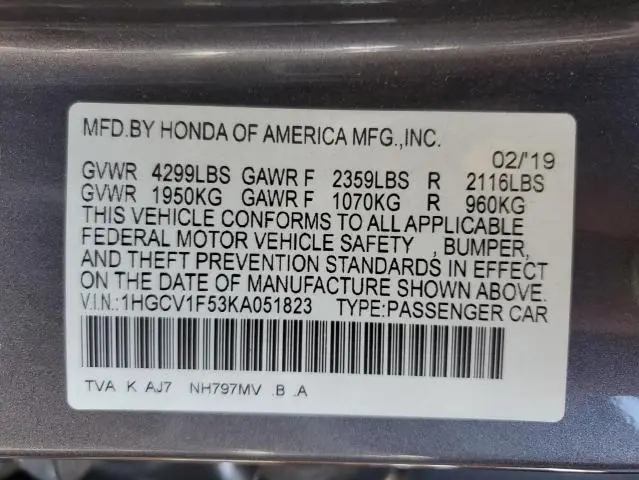 MFD.BY HONDA OF AMERICA MFG.,INC.
02/'19
GVWR 4299LBS GAWR F 2359LBS R 2116LBS
GVWR 1950KG GAWR F 1070KG R 960KG
THIS VEHICLE CONFORMS TO ALL APPLICABLE
FEDERAL MOTOR VEHICLE SAFETY , BUMPER,
AND THEFT PREVENTION STANDARDS IN EFFECT
ON THE DATE OF MANUFACTURE SHOWN ABOVE.
V.I.N.:1HGCV1F53KA051823 TYPE:PASSENGER CAR
TVA K AJ7 NH797MV .B .A